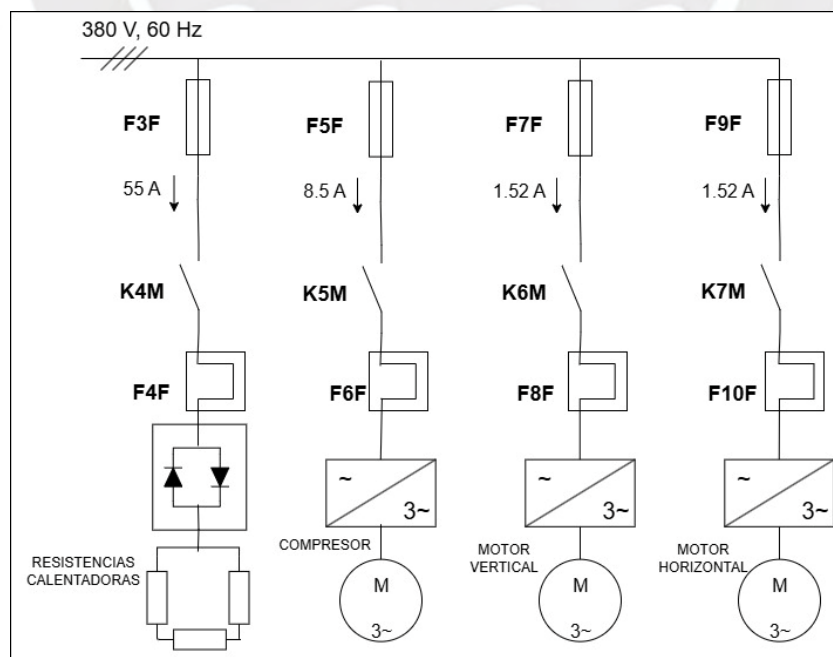 380 V, 60 Hz
F3F
F5F
F7F
F9F
55 A
8.5 A
1.52 A
1.52 A
K4M
K5M
K6M
K7M
F4F
F6F
F8F
F10F
~
3~
~
3~
~
3~
RESISTENCIAS
CALENTADORAS
COMPRESOR
MOTOR
VERTICAL
MOTOR
HORIZONTAL
M
3~
M
3~
M
3~